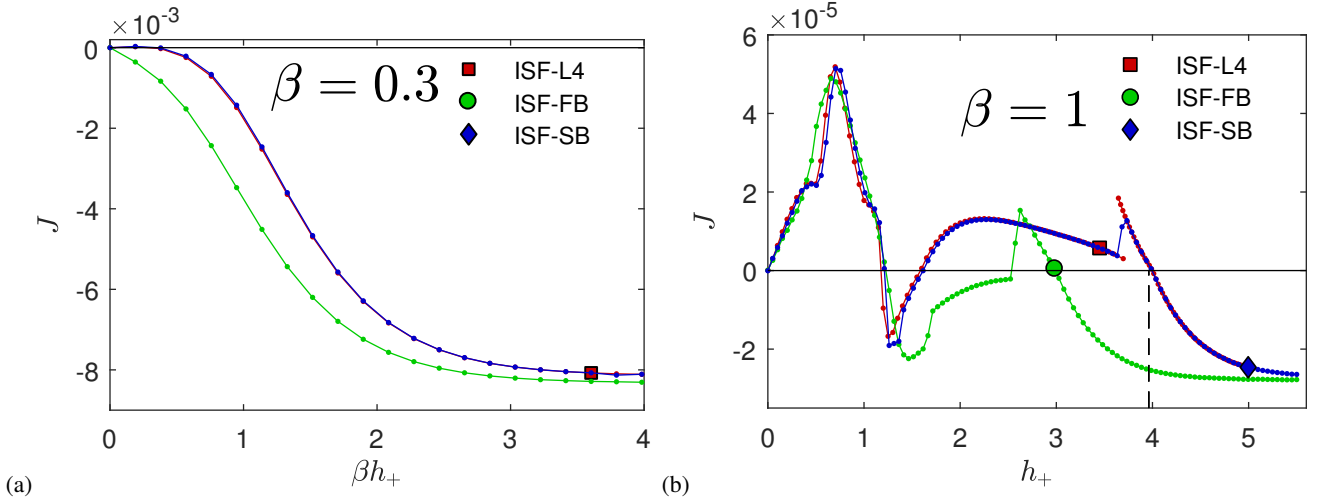 ×10⁻³
0
-2
-4
-6
-8
J
0 1 2 3 4
βh₊
β = 0.3
ISF-L4
ISF-FB
ISF-SB
(a)
×10⁻⁵
6
4
2
0
-2
J
0 1 2 3 4 5
h₊
β = 1
ISF-L4
ISF-FB
ISF-SB
(b)